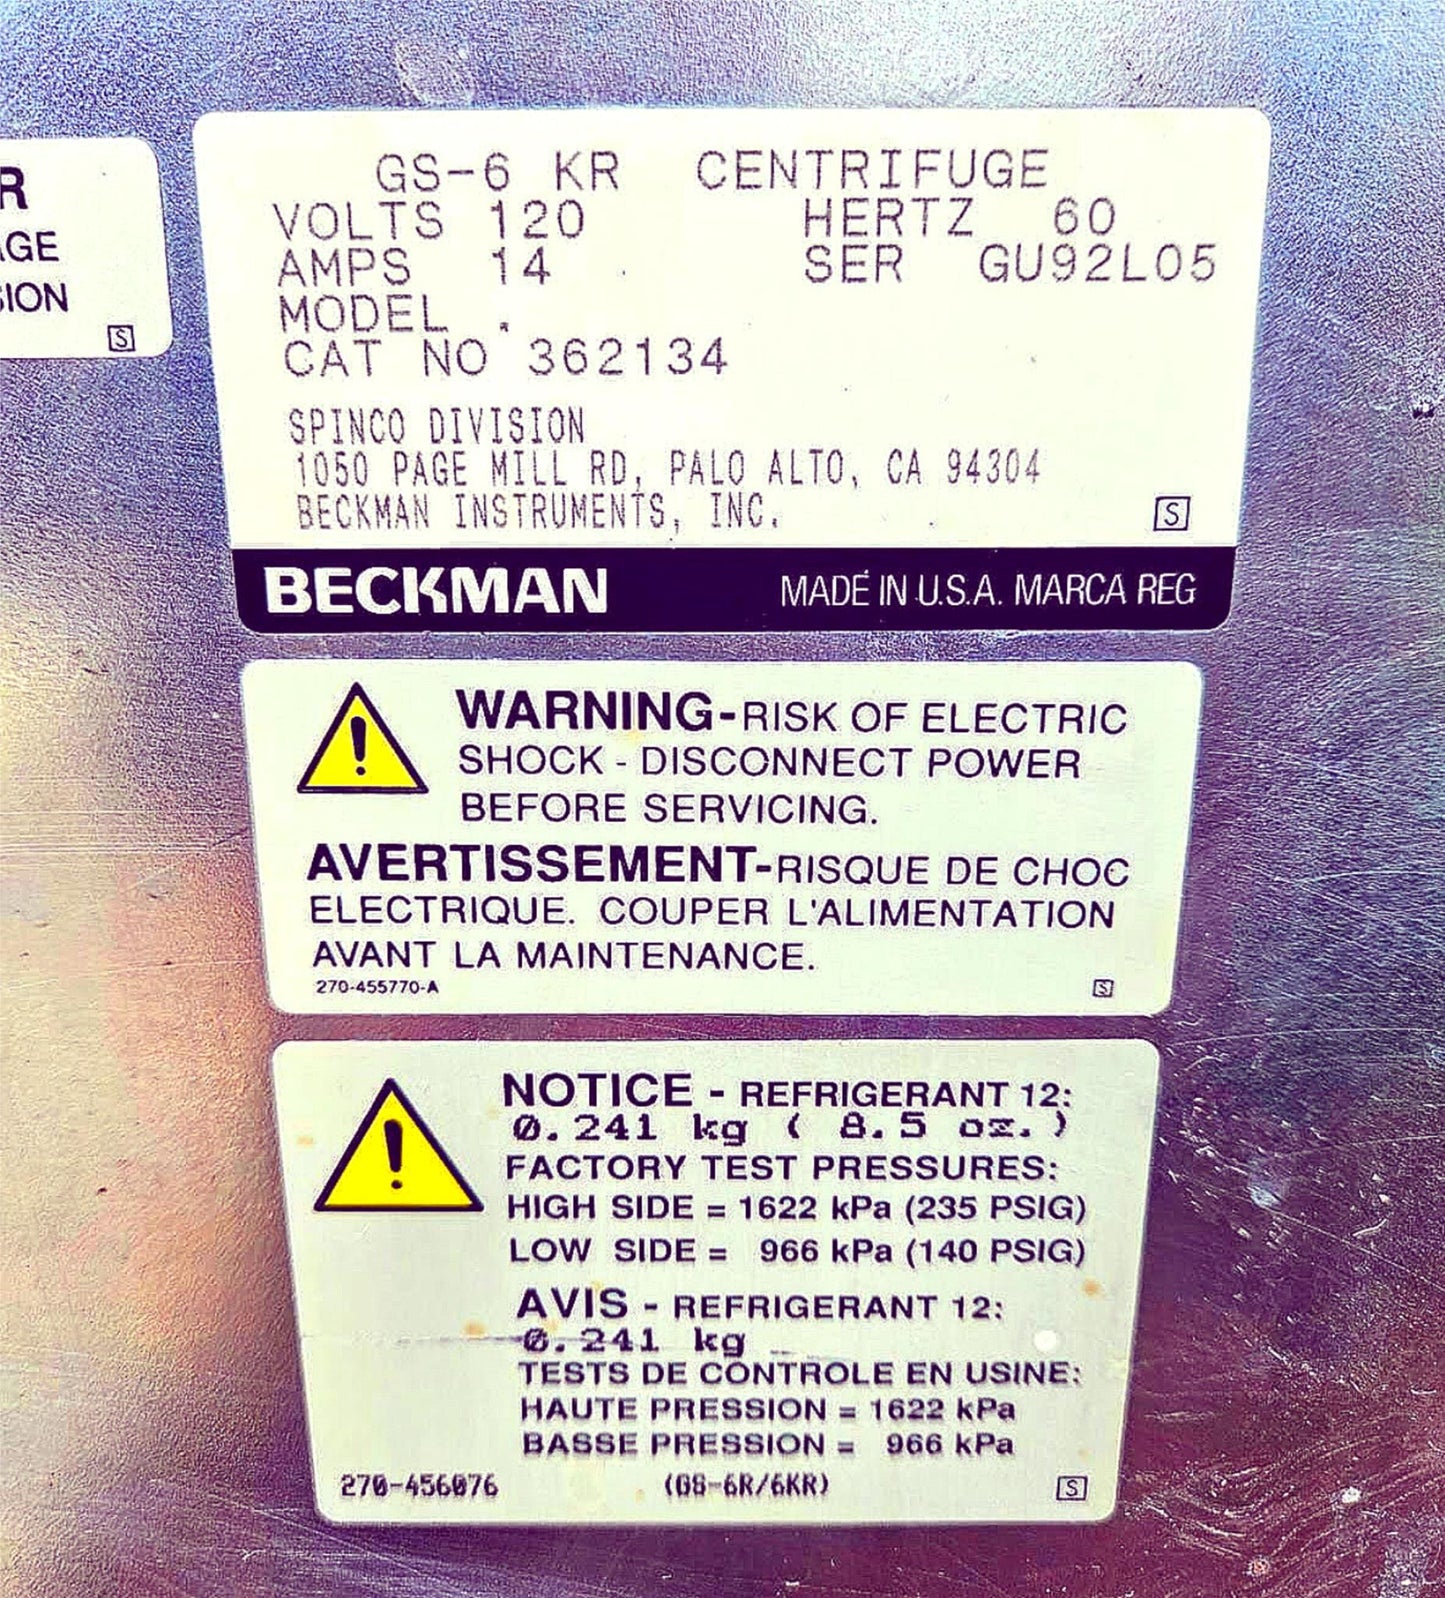 R
GE
ION
S
GS-6 KR CENTRIFUGE
VOLTS 120 HERTZ 60
AMPS 14 SER GU92L05
MODEL .
CAT NO 362134
SPINCO DIVISION
1050 PAGE MILL RD, PALO ALTO, CA 94304
BECKMAN INSTRUMENTS, INC.
S
BECKMAN MADE IN U.S.A. MARCA REG
WARNING-RISK OF ELECTRIC
SHOCK - DISCONNECT POWER
BEFORE SERVICING.
AVERTISSEMENT-RISQUE DE CHOC
ELECTRIQUE. COUPER L'ALIMENTATION
AVANT LA MAINTENANCE.
270-455770-A S
NOTICE - REFRIGERANT 12:
0.241 kg ( 8.5 oz. )
FACTORY TEST PRESSURES:
HIGH SIDE = 1622 kPa (235 PSIG)
LOW SIDE = 966 kPa (140 PSIG)
AVIS - REFRIGERANT 12:
0.241 kg
TESTS DE CONTROLE EN USINE:
HAUTE PRESSION = 1622 kPa
BASSE PRESSION = 966 kPa
270-456076 (GS-6R/6KR) S